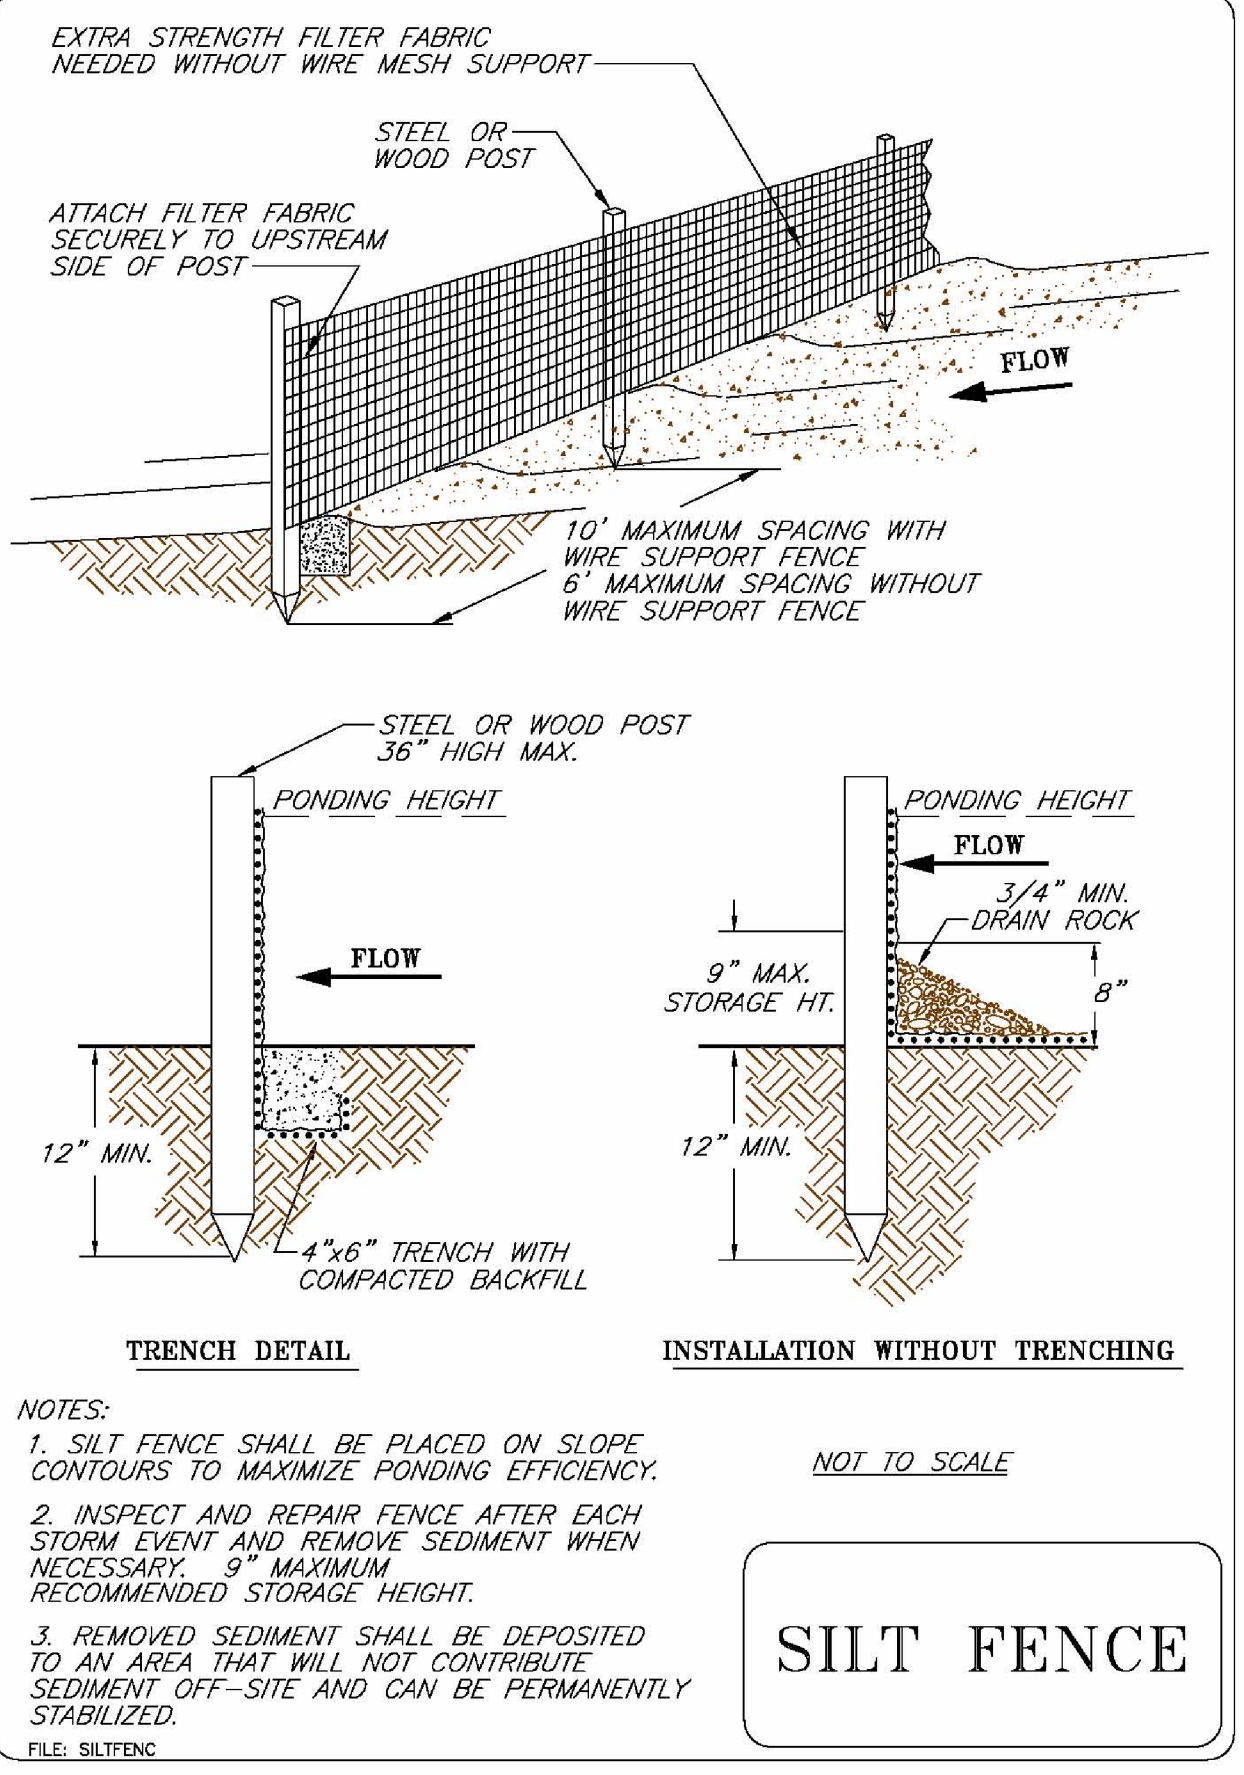 EXTRA STRENGTH FILTER FABRIC
NEEDED WITHOUT WIRE MESH SUPPORT
STEEL OR
WOOD POST
ATTACH FILTER FABRIC
SECURELY TO UPSTREAM
SIDE OF POST
FLOW
10' MAXIMUM SPACING WITH
WIRE SUPPORT FENCE
6' MAXIMUM SPACING WITHOUT
WIRE SUPPORT FENCE
STEEL OR WOOD POST
36" HIGH MAX.
PONDING HEIGHT
FLOW
12" MIN.
4"x6" TRENCH WITH
COMPACTED BACKFILL
TRENCH DETAIL
PONDING HEIGHT
FLOW
3/4" MIN.
DRAIN ROCK
9" MAX.
STORAGE HT.
8"
12" MIN.
INSTALLATION WITHOUT TRENCHING
NOTES:
1. SILT FENCE SHALL BE PLACED ON SLOPE
CONTOURS TO MAXIMIZE PONDING EFFICIENCY.
2. INSPECT AND REPAIR FENCE AFTER EACH
STORM EVENT AND REMOVE SEDIMENT WHEN
NECESSARY. 9" MAXIMUM
RECOMMENDED STORAGE HEIGHT.
3. REMOVED SEDIMENT SHALL BE DEPOSITED
TO AN AREA THAT WILL NOT CONTRIBUTE
SEDIMENT OFF-SITE AND CAN BE PERMANENTLY
STABILIZED.
FILE: SILTFENC
NOT TO SCALE
SILT FENCE